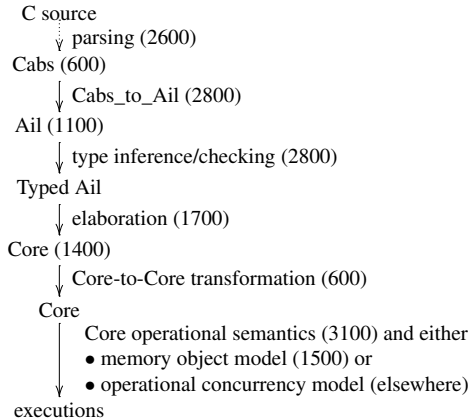 C source
parsing (2600)
Cabs (600)
Cabs_to_Ail (2800)
Ail (1100)
type inference/checking (2800)
Typed Ail
elaboration (1700)
Core (1400)
Core-to-Core transformation (600)
Core
Core operational semantics (3100) and either
• memory object model (1500) or
• operational concurrency model (elsewhere)
executions